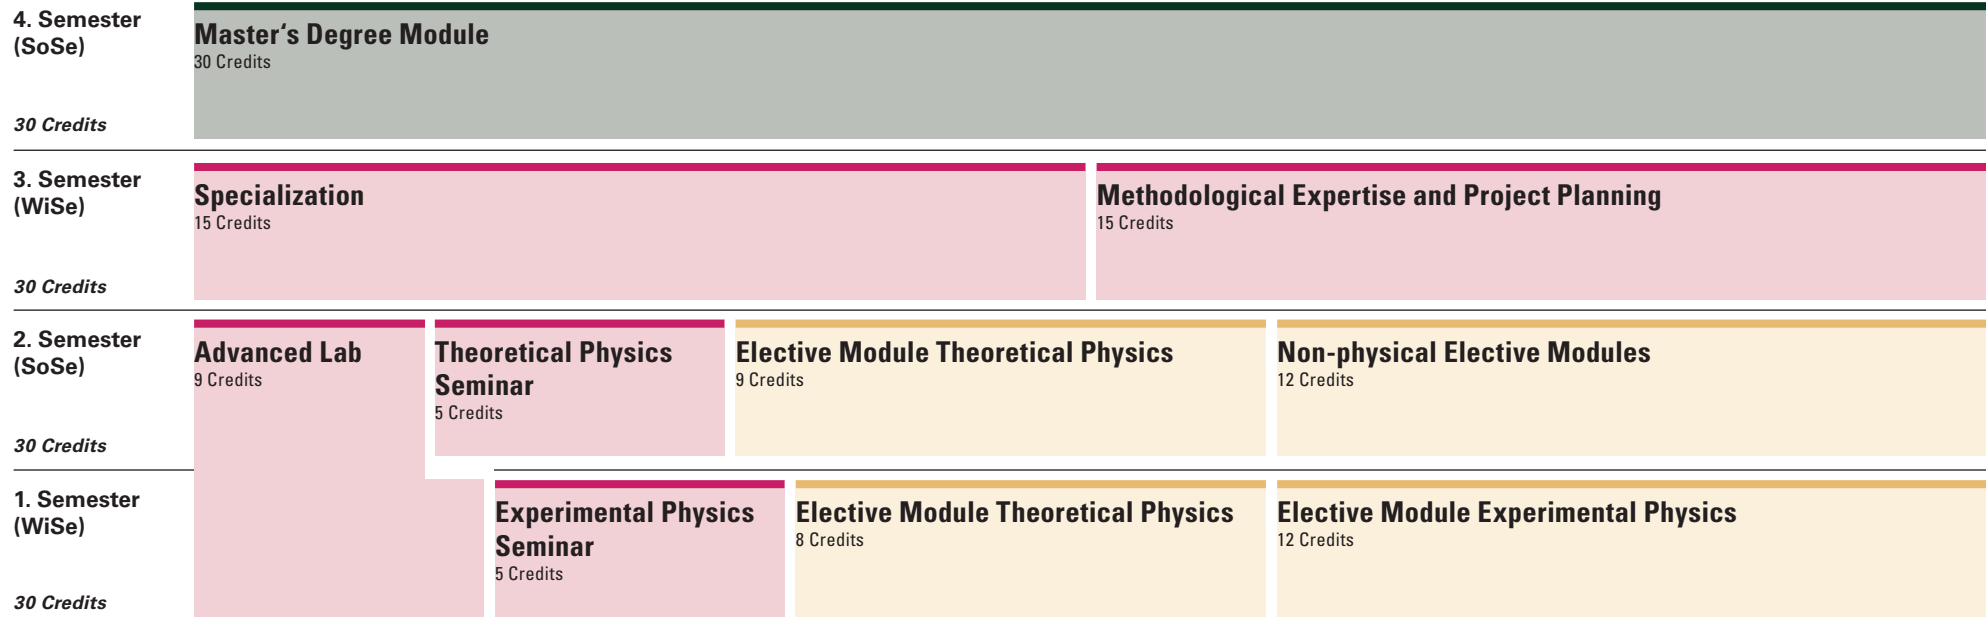 4. Semester
(SoSe)
30 Credits
Master‘s Degree Module
30 Credits
3. Semester
(WiSe)
30 Credits
Specialization
15 Credits
Methodological Expertise and Project Planning
15 Credits
2. Semester
(SoSe)
30 Credits
Advanced Lab
9 Credits
Theoretical Physics
Seminar
5 Credits
Elective Module Theoretical Physics
9 Credits
Non-physical Elective Modules
12 Credits
1. Semester
(WiSe)
30 Credits
Experimental Physics
Seminar
5 Credits
Elective Module Theoretical Physics
8 Credits
Elective Module Experimental Physics
12 Credits